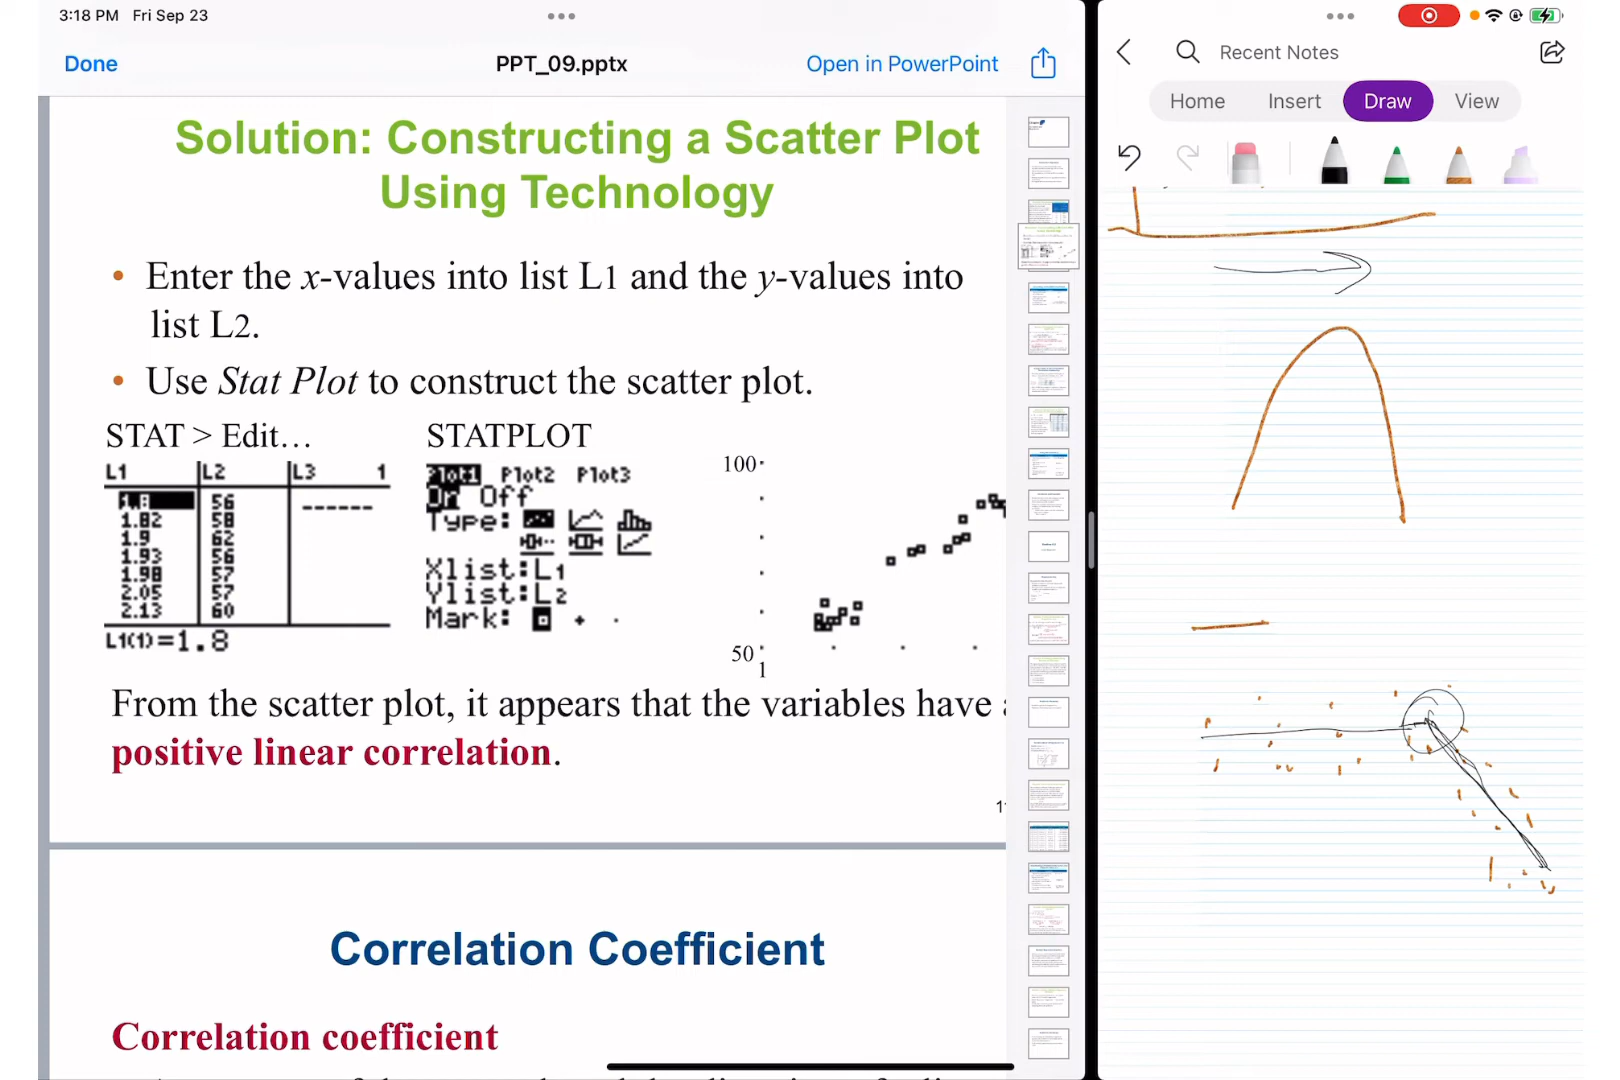 3:18 PM Fri Sep 23
Done
PPT_09.pptx
Open in PowerPoint
Solution: Constructing a Scatter Plot
Using Technology
• Enter the x-values into list L1 and the y-values into
list L2.
• Use Stat Plot to construct the scatter plot.
STAT > Edit…
L1 L2 L3 1
1.8 56 ------
1.82 58
1.9 62
1.93 56
1.98 57
2.05 57
2.13 60
L1(1)=1.8
STATPLOT
Plot1 Plot2 Plot3
On Off
Type:
Xlist:L1
Ylist:L2
Mark:
100
50
1
From the scatter plot, it appears that the variables have
positive linear correlation.
Correlation Coefficient
Correlation coefficient
Recent Notes
Home Insert Draw View